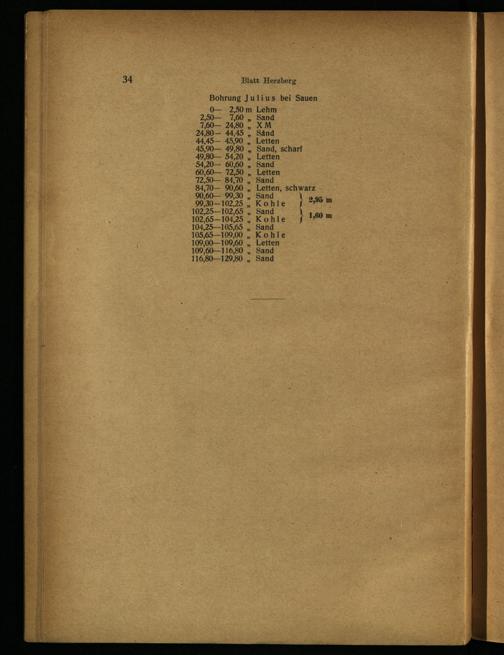 34
Blatt Herzberg
Bohrung Julius bei Sauen
0— 2,50 m Lehm
2,50— 7,60 „ Sand
7,60— 24,80 „ X M
24,80— 44,45 „ Sand
44,45— 45,90 „ Letten
45,90— 49,80 „ Sand, scharf
49,80— 54,20 „ Letten
54,20— 60,60 „ Sand
60,60— 72,50 „ Letten
72,50— 84,70 „ Sand
84,70— 90,60 „ Letten, schwarz
90,60— 99,30 „ Sand
99,30—102,25 „ Kohle } 2,95 m
102,25—102,65 „ Sand
102,65—104,25 „ Kohle } 1,60 m
104,25—105,65 „ Sand
105,65—109,00 „ Kohle
109,00—109,60 „ Letten
109,60—116,80 „ Sand
116,80—129,80 „ Sand